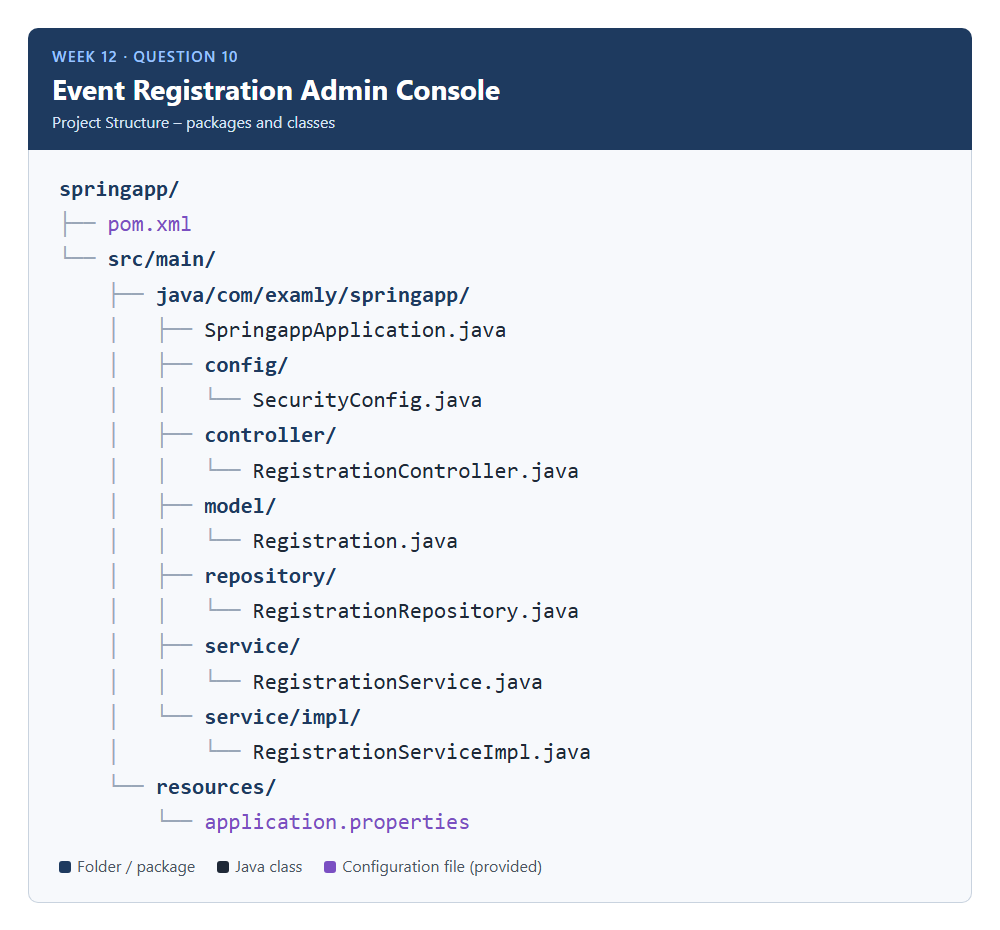 WEEK 12 · QUESTION 10
Event Registration Admin Console
Project Structure – packages and classes
springapp/
├── pom.xml
└── src/main/
    ├── java/com/examly/springapp/
    │   ├── SpringappApplication.java
    │   ├── config/
    │   │   └── SecurityConfig.java
    │   ├── controller/
    │   │   └── RegistrationController.java
    │   ├── model/
    │   │   └── Registration.java
    │   ├── repository/
    │   │   └── RegistrationRepository.java
    │   ├── service/
    │   │   └── RegistrationService.java
    │   └── service/impl/
    │       └── RegistrationServiceImpl.java
    └── resources/
        └── application.properties
Folder / package Java class Configuration file (provided)